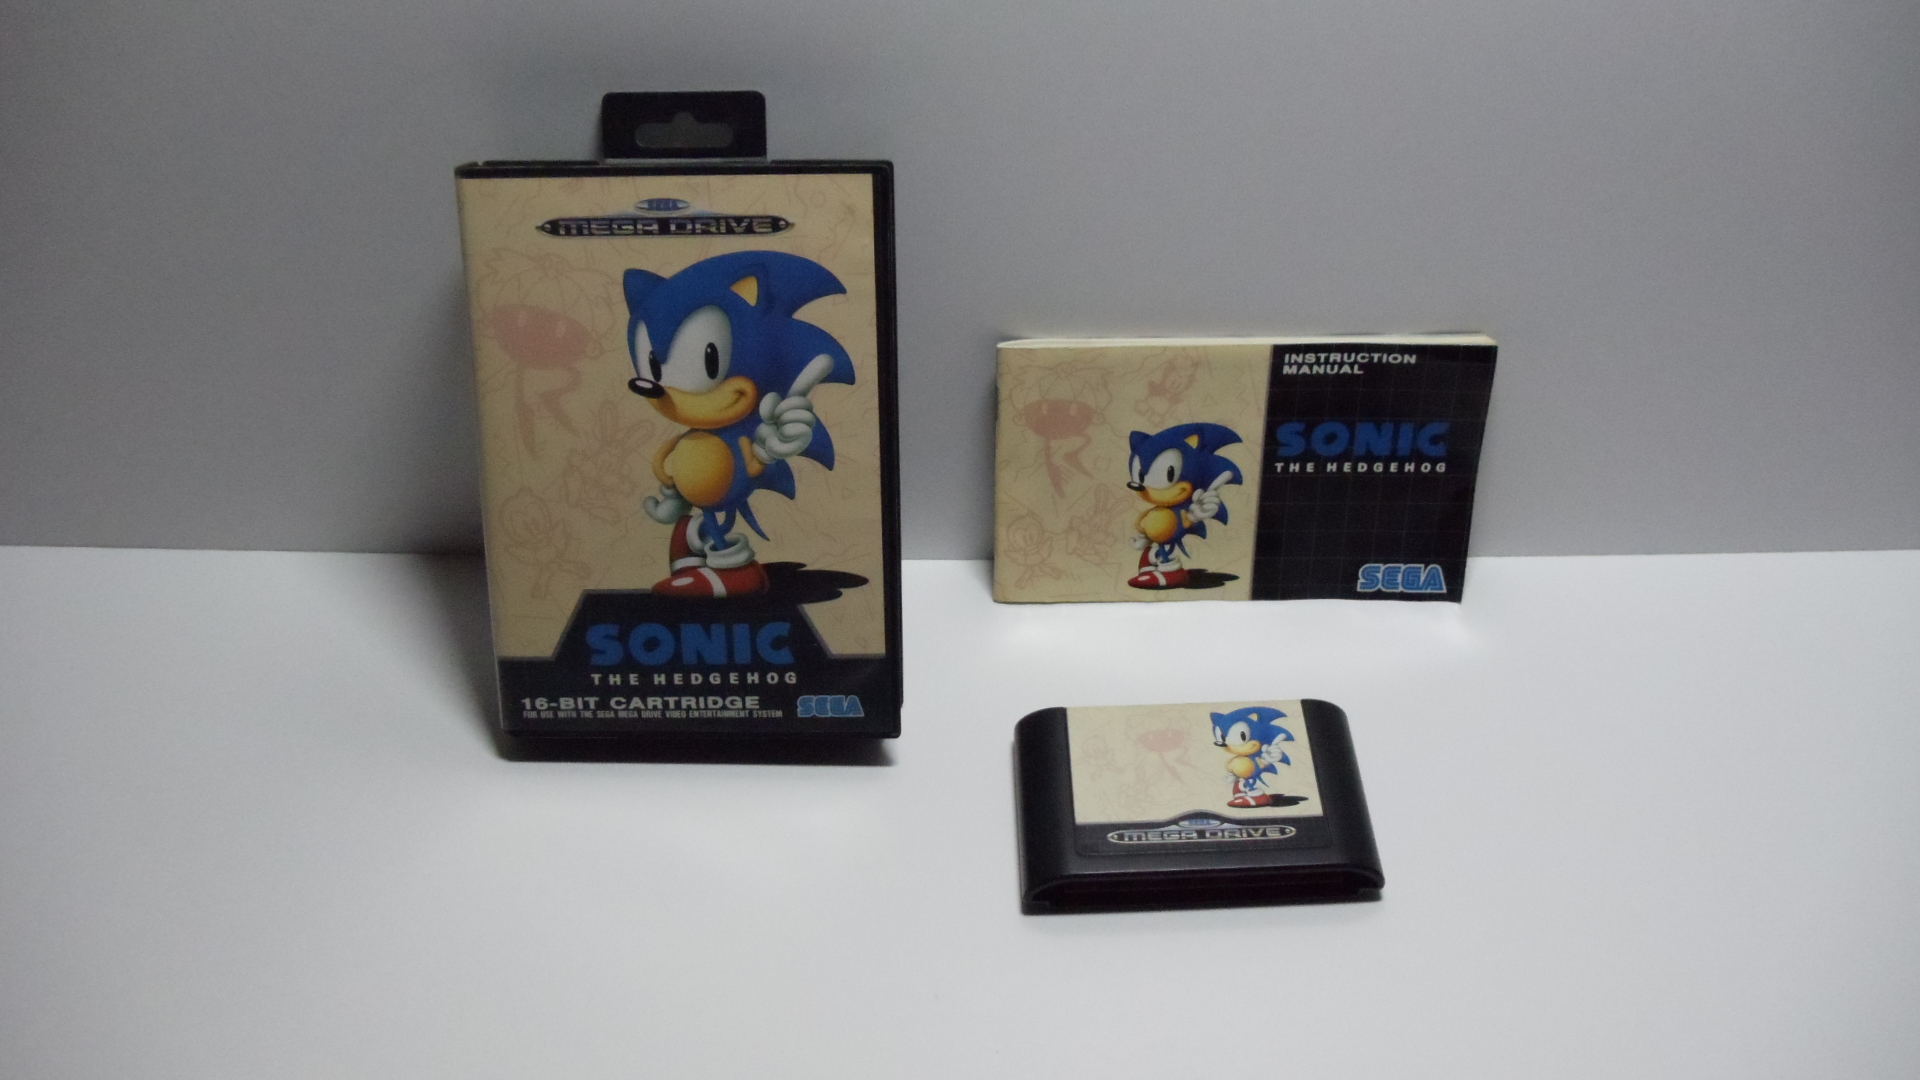 SEGA
MEGA DRIVE
SONIC
THE HEDGEHOG
16-BIT CARTRIDGE
FOR USE WITH THE SEGA MEGA DRIVE VIDEO ENTERTAINMENT SYSTEM
SEGA
INSTRUCTION
MANUAL
SONIC
THE HEDGEHOG
SEGA
SEGA
MEGA DRIVE